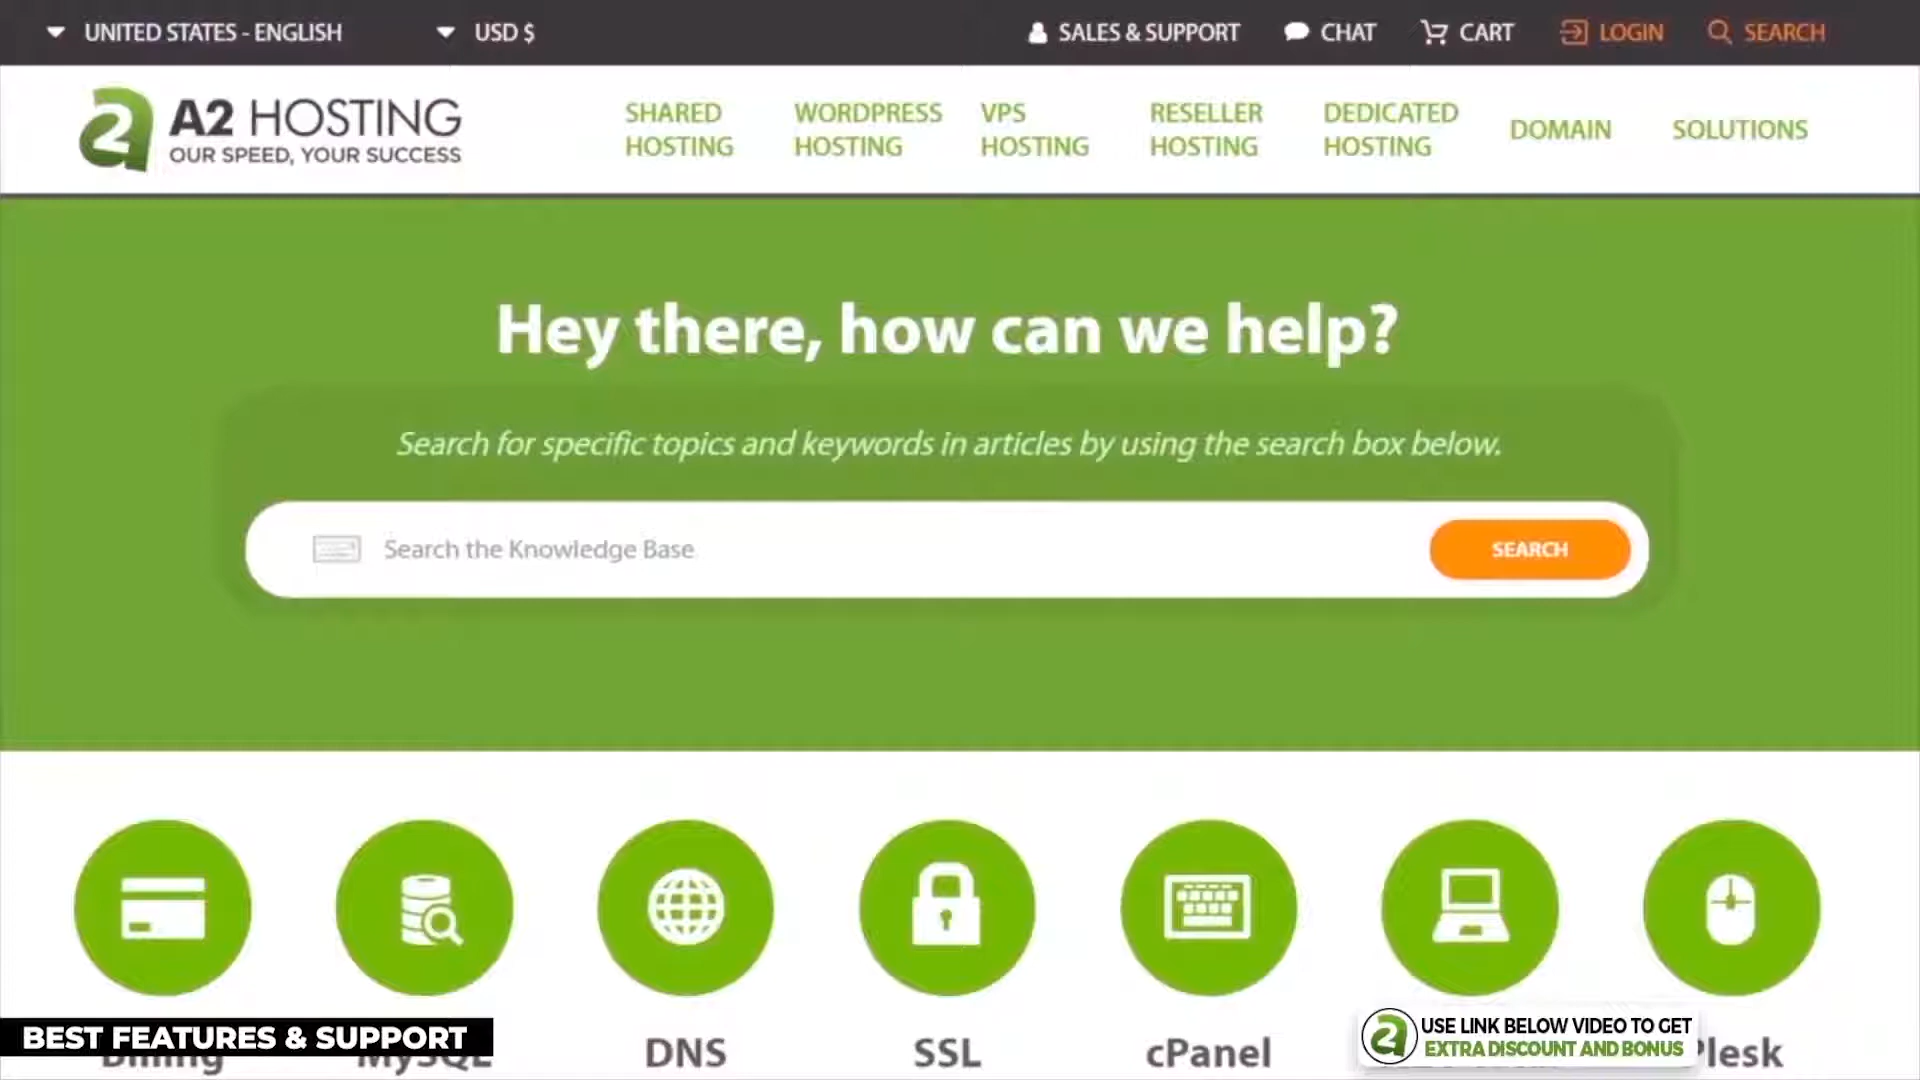 UNITED STATES - ENGLISH
USD $
SALES & SUPPORT
CHAT
CART
LOGIN
SEARCH
A2 HOSTING
OUR SPEED, YOUR SUCCESS
SHARED
HOSTING
WORDPRESS
HOSTING
VPS
HOSTING
RESELLER
HOSTING
DEDICATED
HOSTING
DOMAIN
SOLUTIONS
Hey there, how can we help?
Search for specific topics and keywords in articles by using the search box below.
Search the Knowledge Base
SEARCH
BEST FEATURES & SUPPORT
Billing
MySQL
DNS
SSL
cPanel
USE LINK BELOW VIDEO TO GET
EXTRA DISCOUNT AND BONUS
Plesk